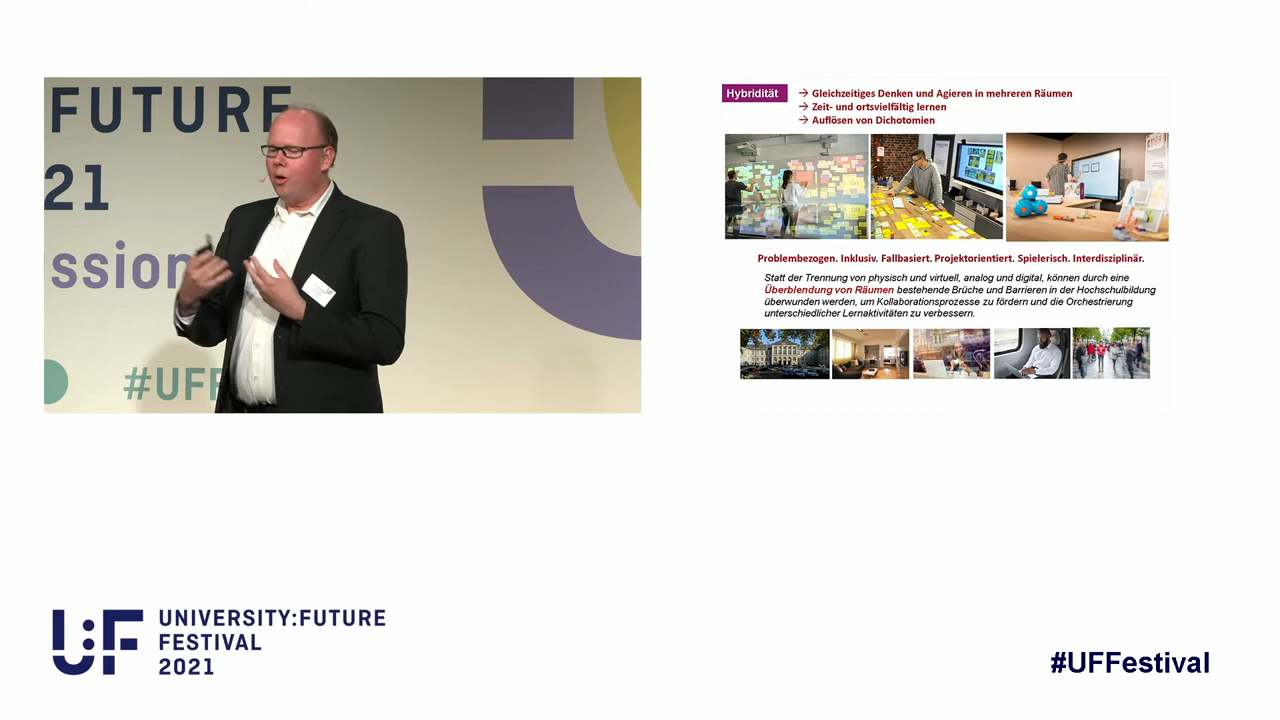 FUTURE
21
ssion
#UFF
Hybridität
→ Gleichzeitiges Denken und Agieren in mehreren Räumen
→ Zeit- und ortsvielfältig lernen
→ Auflösen von Dichotomien
Problembezogen. Inklusiv. Fallbasiert. Projektorientiert. Spielerisch. Interdisziplinär.
Statt der Trennung von physisch und virtuell, analog und digital, können durch eine
Überblendung von Räumen bestehende Brüche und Barrieren in der Hochschulbildung
überwunden werden, um Kollaborationsprozesse zu fördern und die Orchestrierung
unterschiedlicher Lernaktivitäten zu verbessern.
U:F
UNIVERSITY:FUTURE
FESTIVAL
2021
#UFFestival